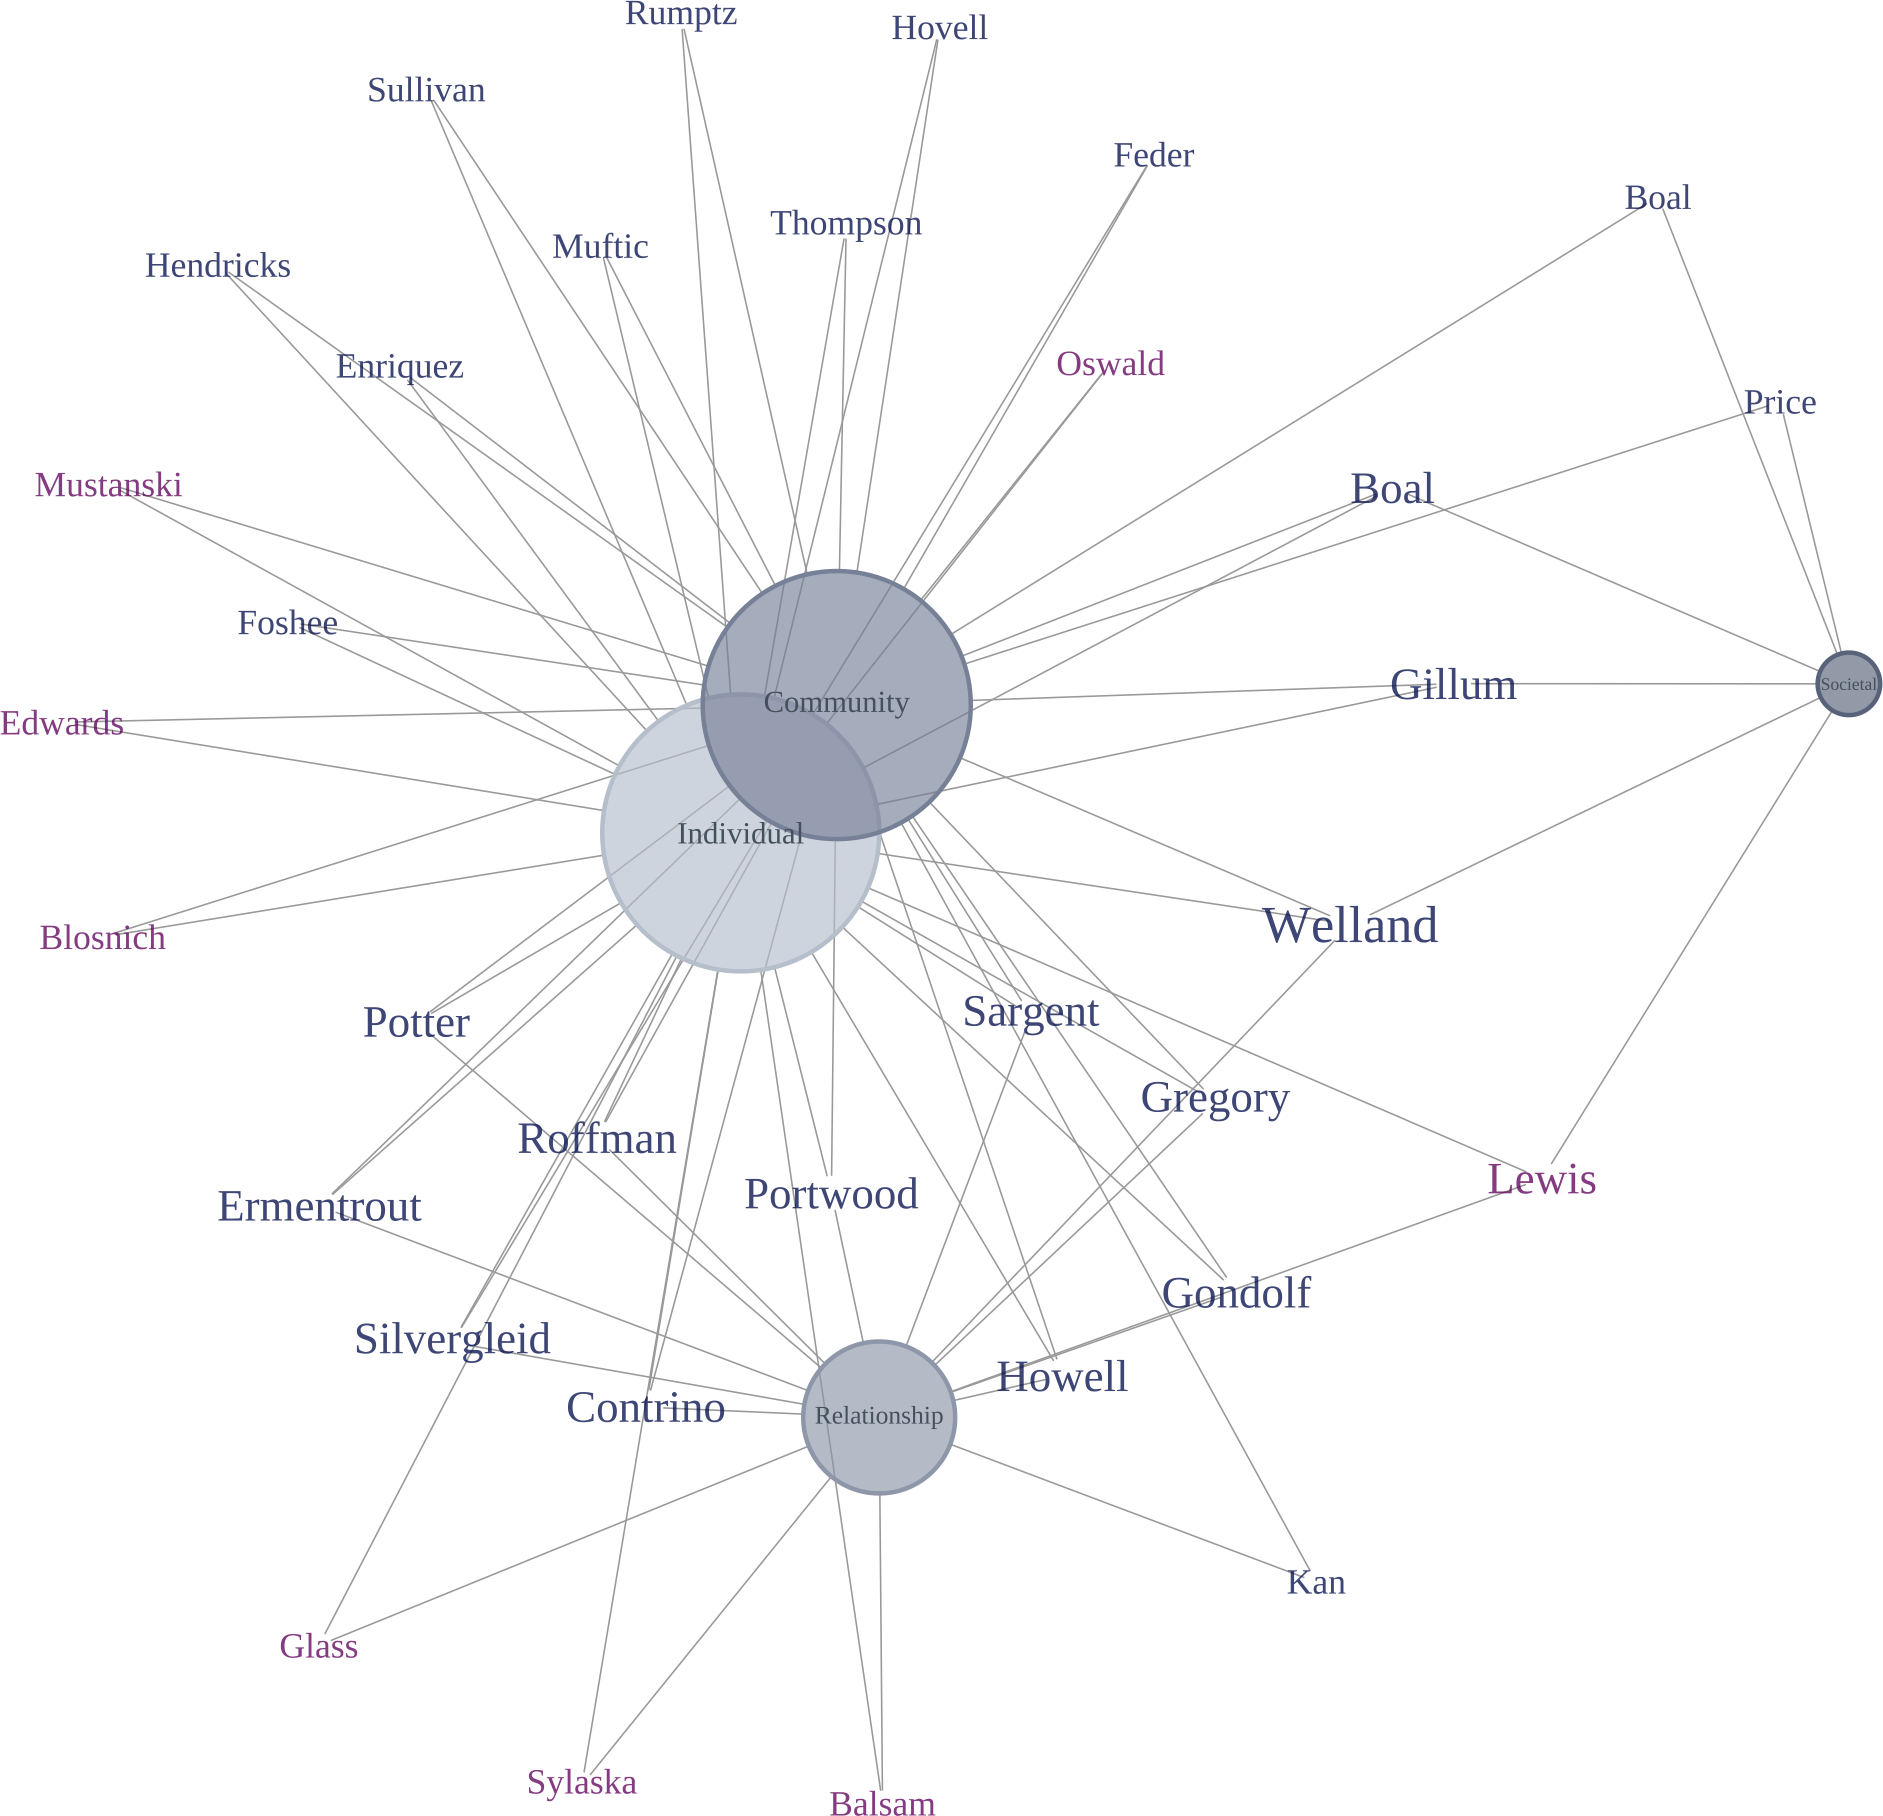 Rumptz
Hovell
Sullivan
Feder
Boal
Thompson
Muftic
Hendricks
Enriquez
Oswald
Price
Mustanski
Boal
Foshee
Gillum
Societal
Community
Edwards
Individual
Welland
Blosnich
Sargent
Potter
Gregory
Roffman
Lewis
Portwood
Ermentrout
Gondolf
Silvergleid
Howell
Contrino
Relationship
Kan
Glass
Sylaska
Balsam